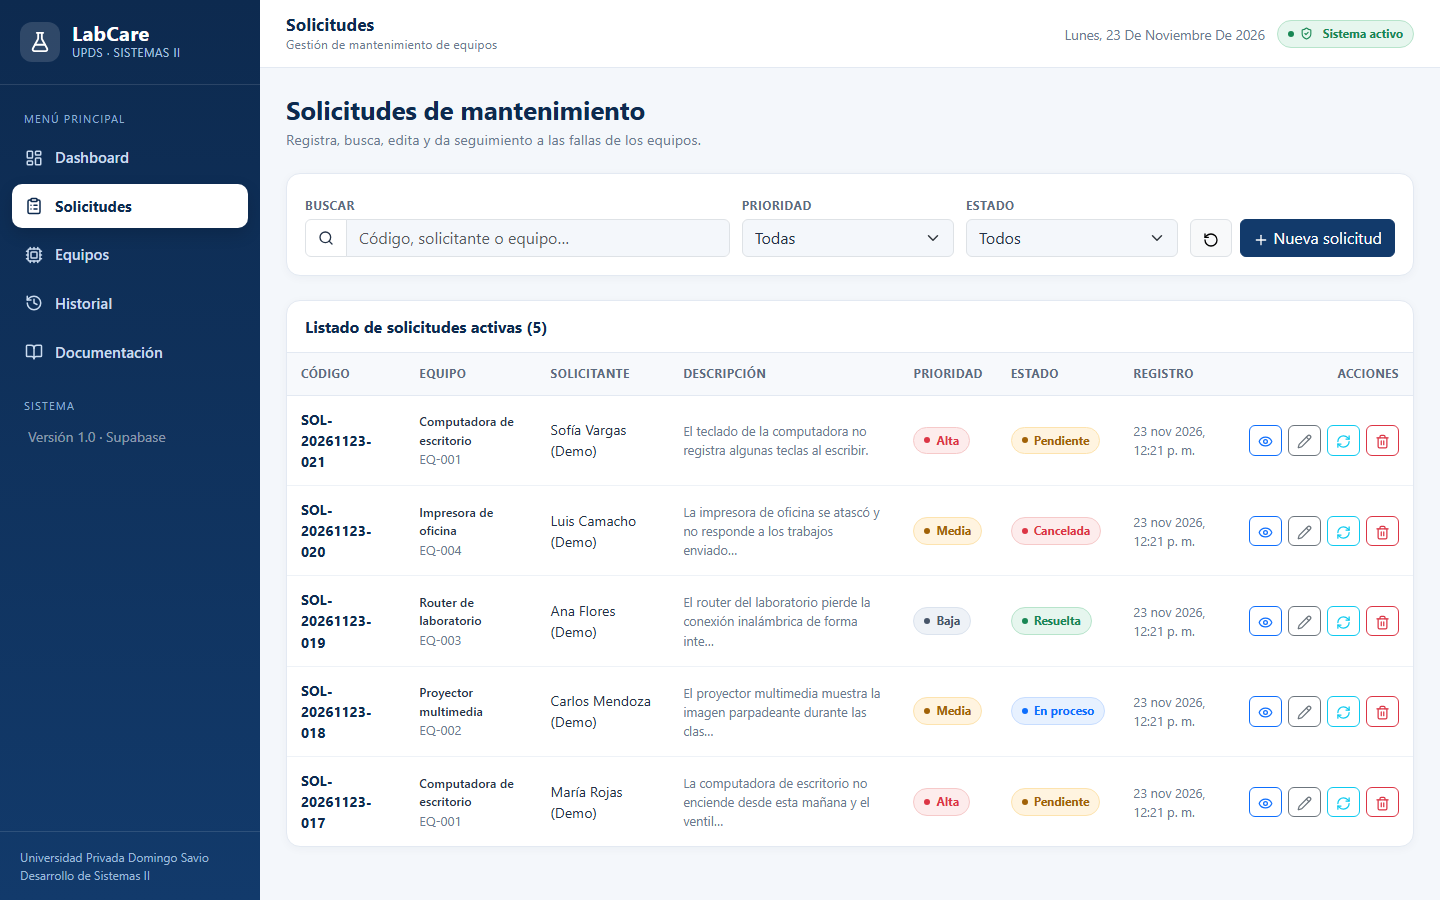 LabCare
UPDS · SISTEMAS II
MENÚ PRINCIPAL
Dashboard
Solicitudes
Equipos
Historial
Documentación
SISTEMA
Versión 1.0 · Supabase
Universidad Privada Domingo Savio
Desarrollo de Sistemas II
Solicitudes
Gestión de mantenimiento de equipos
Lunes, 23 De Noviembre De 2026
Sistema activo
Solicitudes de mantenimiento
Registra, busca, edita y da seguimiento a las fallas de los equipos.
BUSCAR
PRIORIDAD
ESTADO
Código, solicitante o equipo...
Todas
Todos
+ Nueva solicitud
Listado de solicitudes activas (5)
CÓDIGO EQUIPO SOLICITANTE DESCRIPCIÓN PRIORIDAD ESTADO REGISTRO ACCIONES
SOL-
20261123-
021
Computadora de
escritorio
EQ-001
Sofía Vargas
(Demo)
El teclado de la computadora no
registra algunas teclas al escribir.
Alta
Pendiente
23 nov 2026,
12:21 p. m.
SOL-
20261123-
020
Impresora de
oficina
EQ-004
Luis Camacho
(Demo)
La impresora de oficina se atascó y
no responde a los trabajos
enviado...
Media
Cancelada
23 nov 2026,
12:21 p. m.
SOL-
20261123-
019
Router de
laboratorio
EQ-003
Ana Flores
(Demo)
El router del laboratorio pierde la
conexión inalámbrica de forma
inte...
Baja
Resuelta
23 nov 2026,
12:21 p. m.
SOL-
20261123-
018
Proyector
multimedia
EQ-002
Carlos Mendoza
(Demo)
El proyector multimedia muestra la
imagen parpadeante durante las
clas...
Media
En proceso
23 nov 2026,
12:21 p. m.
SOL-
20261123-
017
Computadora de
escritorio
EQ-001
María Rojas
(Demo)
La computadora de escritorio no
enciende desde esta mañana y el
ventil...
Alta
Pendiente
23 nov 2026,
12:21 p. m.